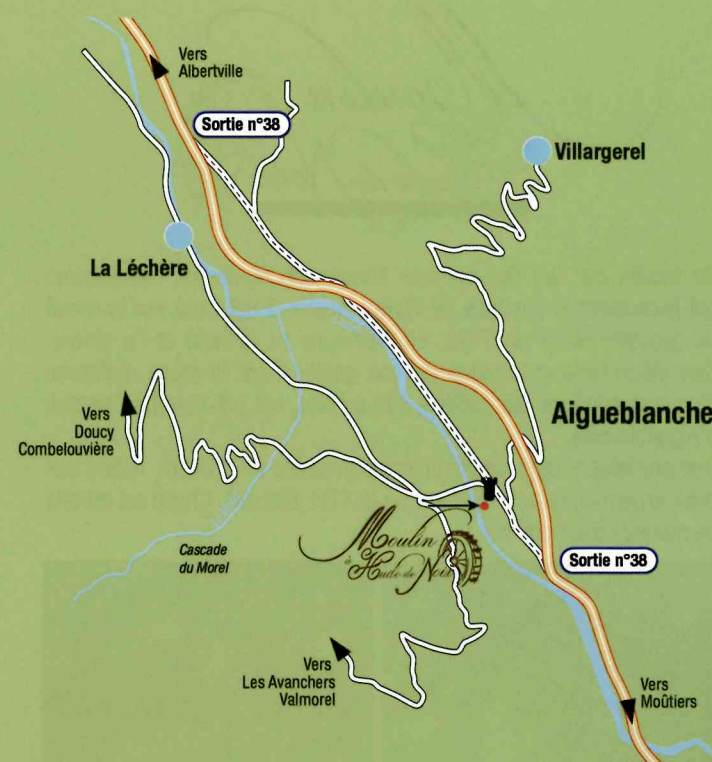 Vers
Albertville
Sortie n°38
Villargerel
La Léchère
Vers
Doucy
Combelouvière
Aigueblanche
Moulin
à Huile de Noix
Cascade
du Morel
Sortie n°38
Vers
Les Avanchers
Valmorel
Vers
Moûtiers